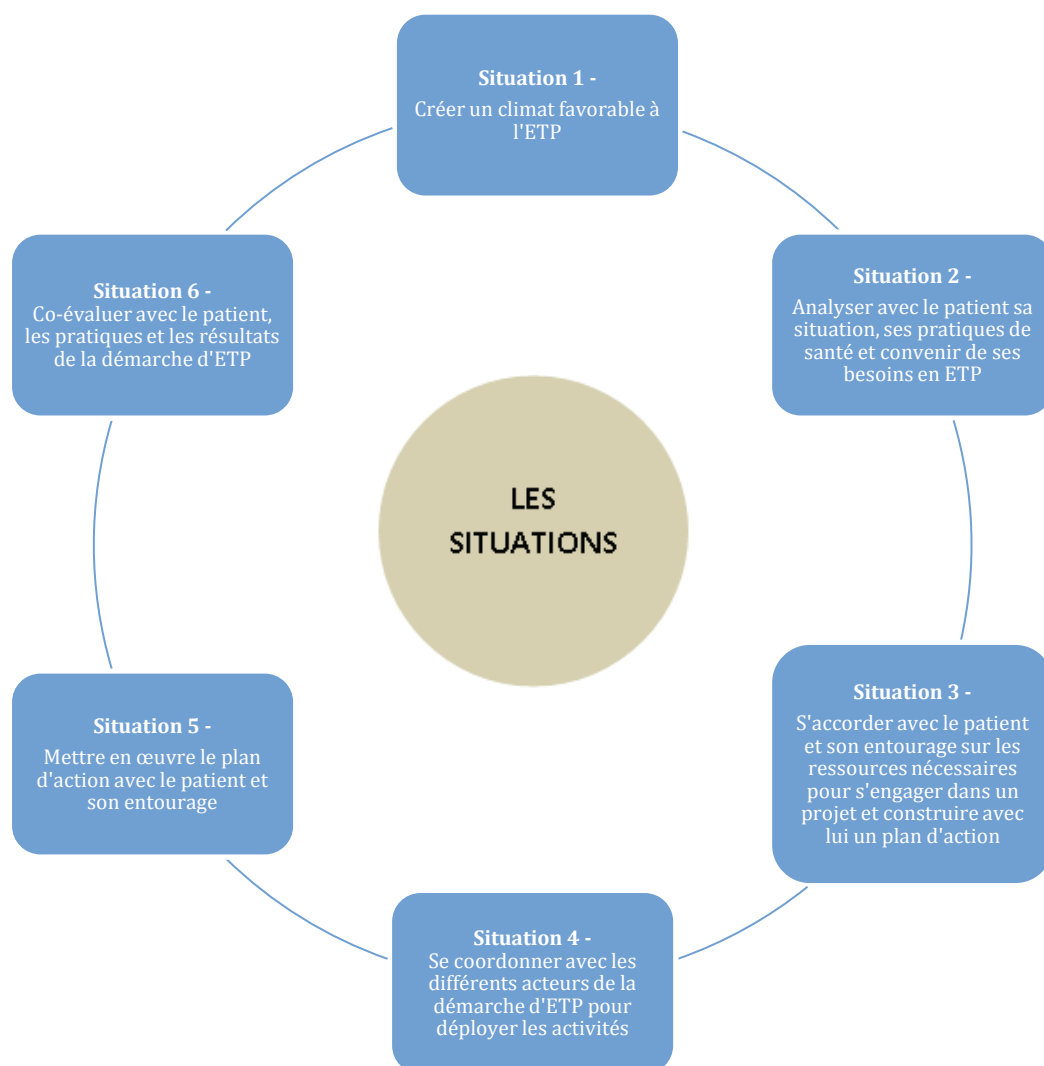 Situation 1 -
Créer un climat favorable à
l'ETP
Situation 2 -
Analyser avec le patient sa
situation, ses pratiques de
santé et convenir de ses
besoins en ETP
Situation 3 -
S'accorder avec le patient
et son entourage sur les
ressources nécessaires
pour s'engager dans un
projet et construire avec
lui un plan d'action
Situation 4 -
Se coordonner avec les
différents acteurs de la
démarche d'ETP pour
déployer les activités
Situation 5 -
Mettre en œuvre le plan
d'action avec le patient et
son entourage
Situation 6 -
Co-évaluer avec le patient,
les pratiques et les résultats
de la démarche d'ETP
LES
SITUATIONS